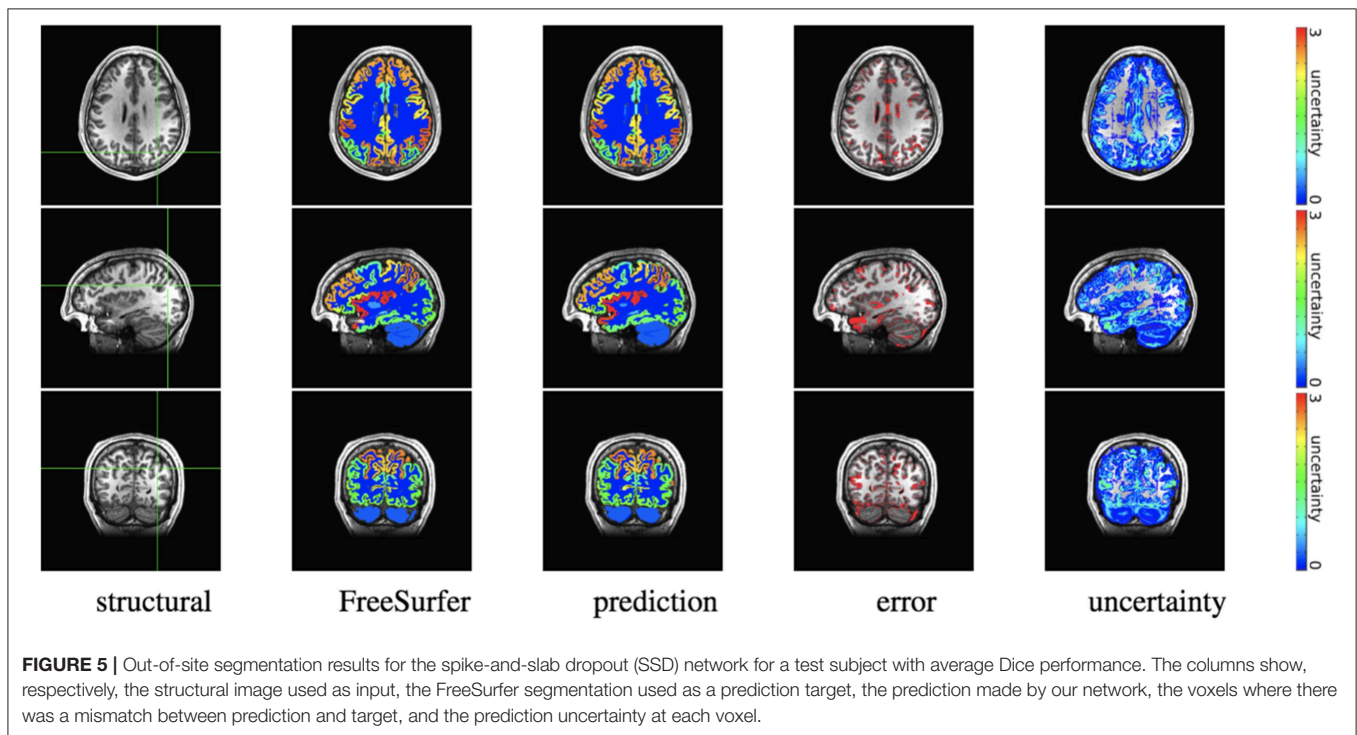 3
uncertainty
0
3
uncertainty
0
3
uncertainty
0
structural FreeSurfer prediction error uncertainty
FIGURE 5 | Out-of-site segmentation results for the spike-and-slab dropout (SSD) network for a test subject with average Dice performance. The columns show,
respectively, the structural image used as input, the FreeSurfer segmentation used as a prediction target, the prediction made by our network, the voxels where there
was a mismatch between prediction and target, and the prediction uncertainty at each voxel.